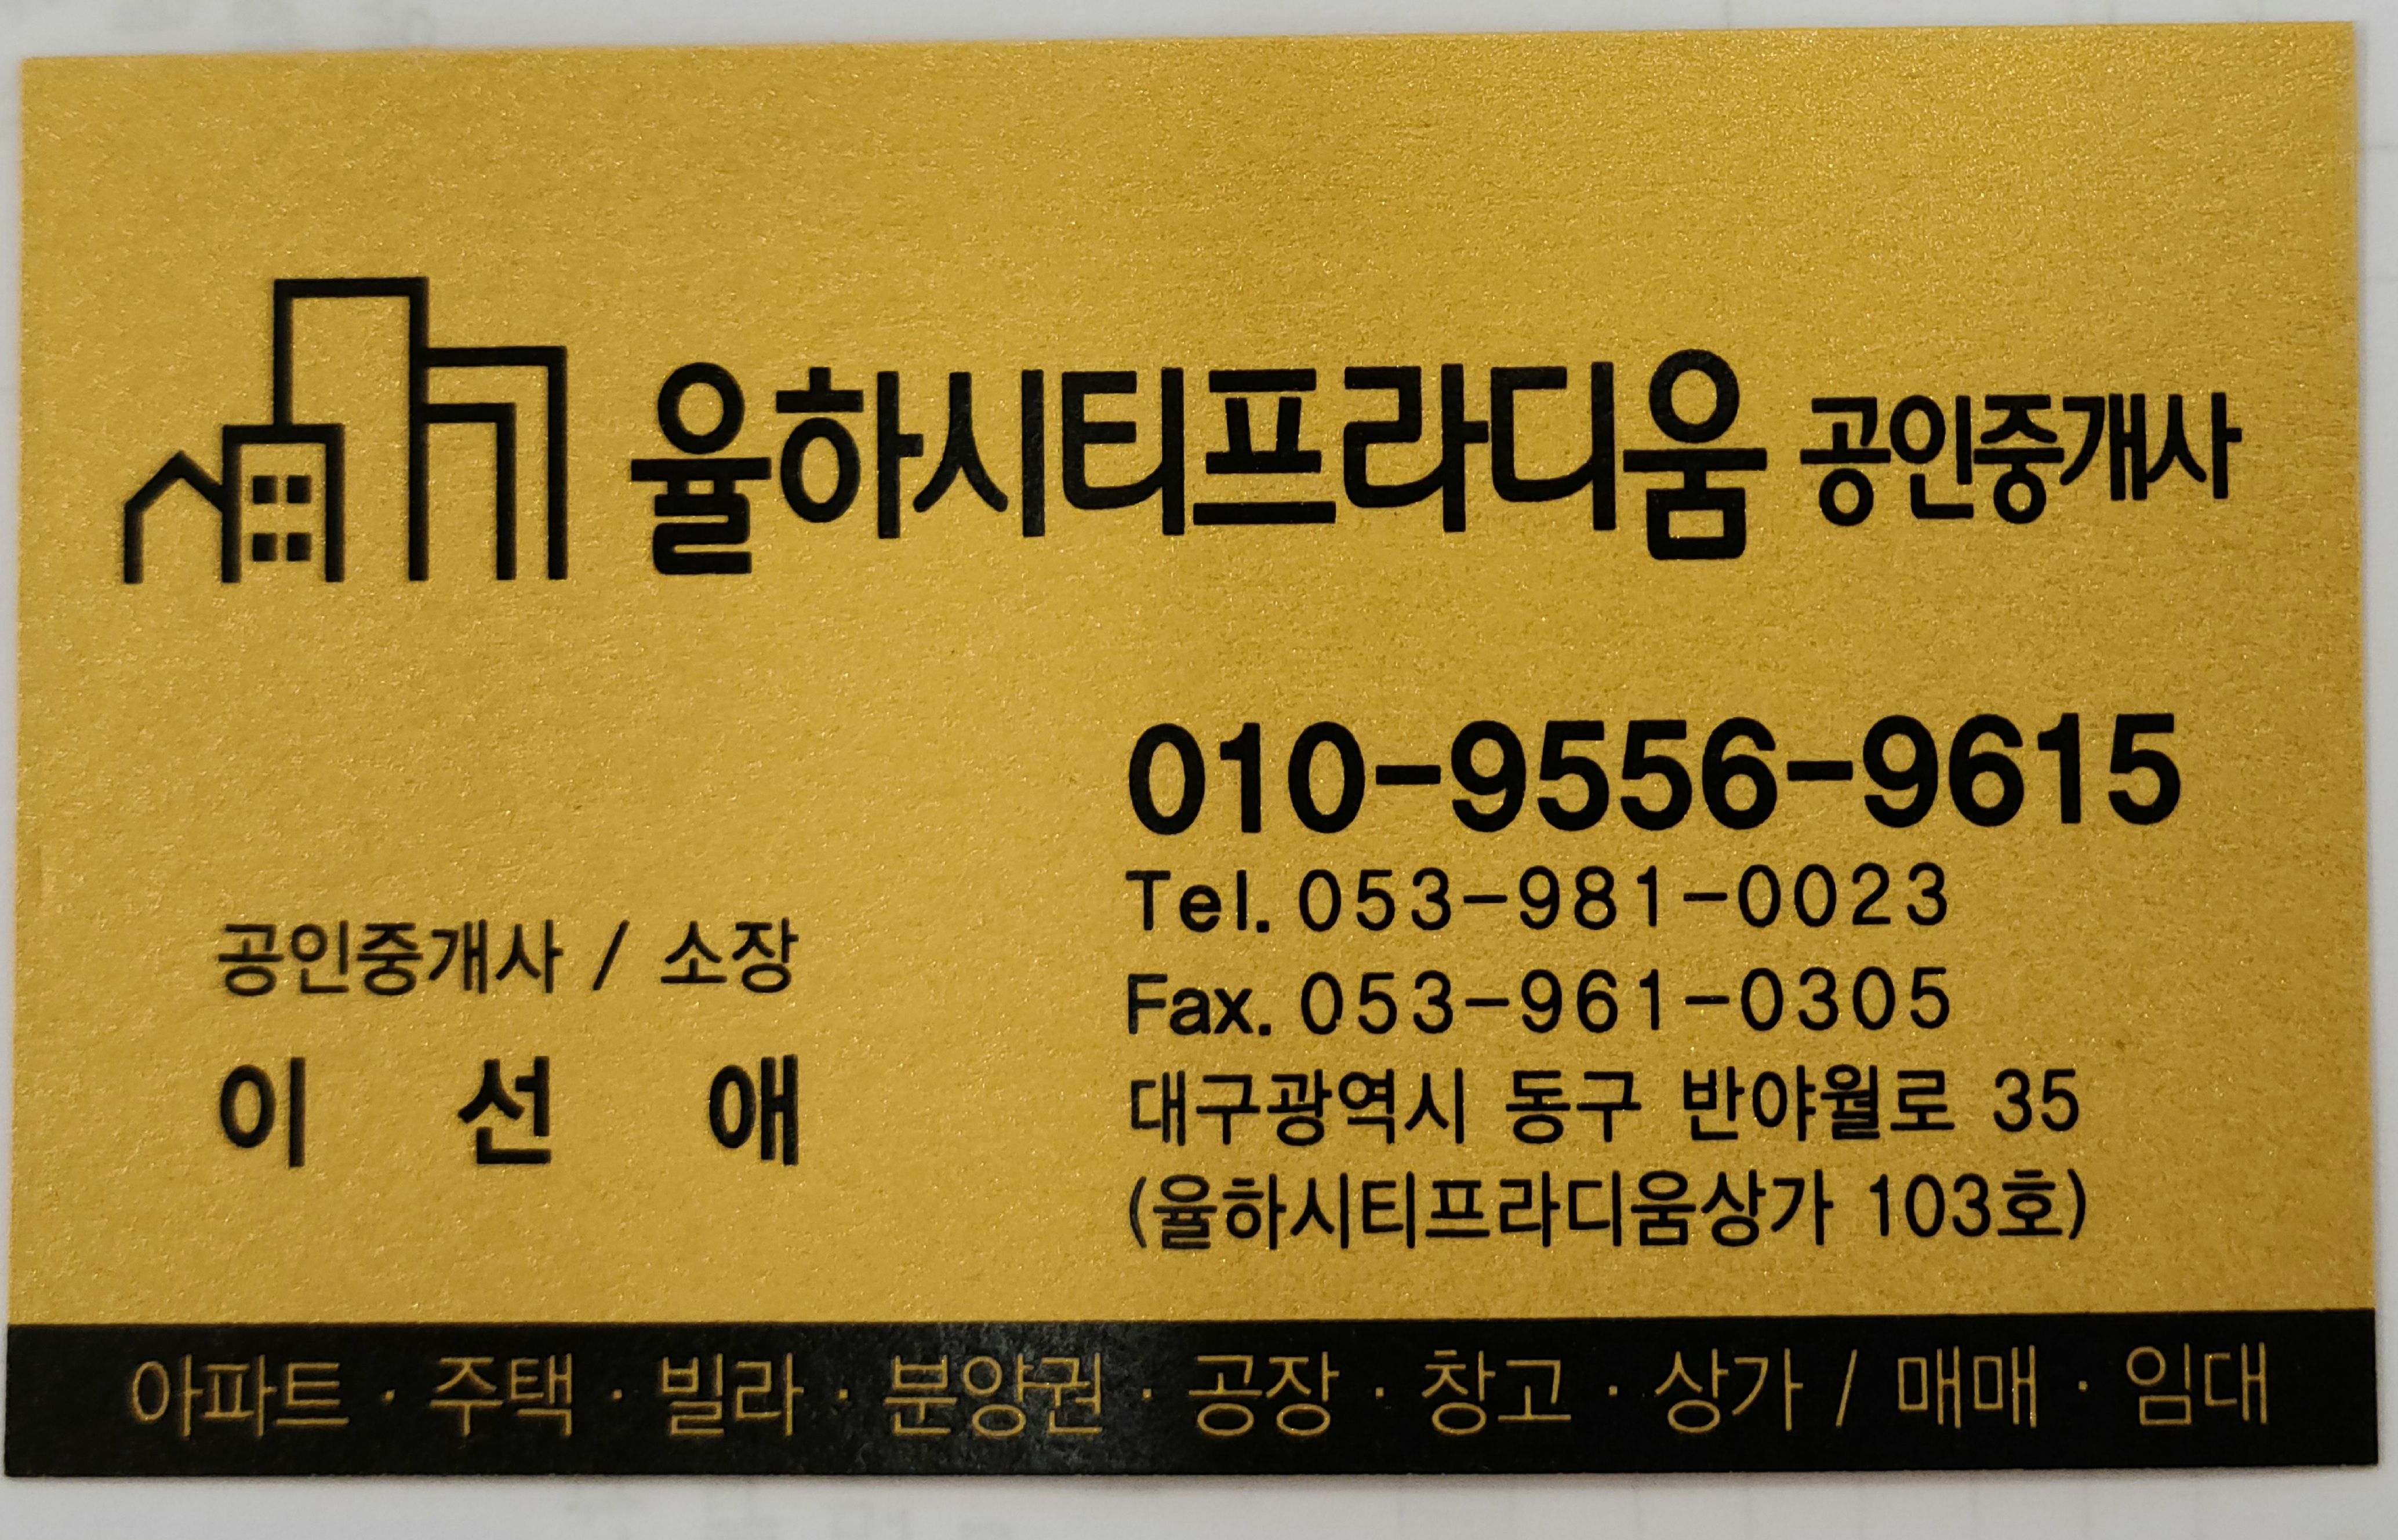 율하시티프라디움 공인중개사
010-9556-9615
Tel. 053-981-0023
Fax. 053-961-0305
대구광역시 동구 반야월로 35
(율하시티프라디움상가 103호)
공인중개사 / 소장
이 선 애
아파트 · 주택 · 빌라 · 분양권 · 공장 · 창고 · 상가 / 매매 · 임대